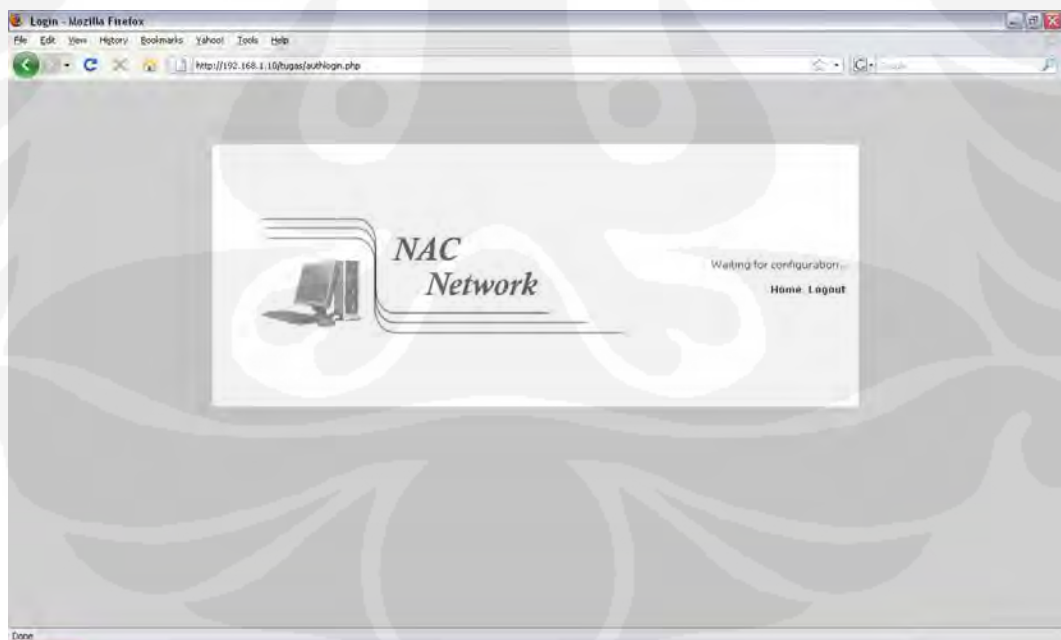 Login - Mozilla Firefox
File Edit View History Bookmarks Yahoo! Tools Help
http://192.168.1.10/tugas/authlogin.php
Google
NAC
Network
Waiting for configuration...
Home Logout
Done